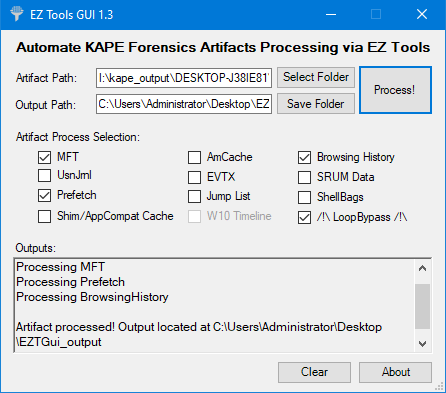 EZ Tools GUI 1.3
Automate KAPE Forensics Artifacts Processing via EZ Tools
Artifact Path: I:\kape_output\DESKTOP-J38IE81\ Select Folder
Process!
Output Path: C:\Users\Administrator\Desktop\EZ Save Folder
Artifact Process Selection:
MFT AmCache Browsing History
UsnJrnl EVTX SRUM Data
Prefetch Jump List ShellBags
Shim/AppCompat Cache W10 Timeline /!\ LoopBypass /!\
Outputs:
Processing MFT
Processing Prefetch
Processing BrowsingHistory
Artifact processed! Output located at C:\Users\Administrator\Desktop
\EZTGui_output
Clear About